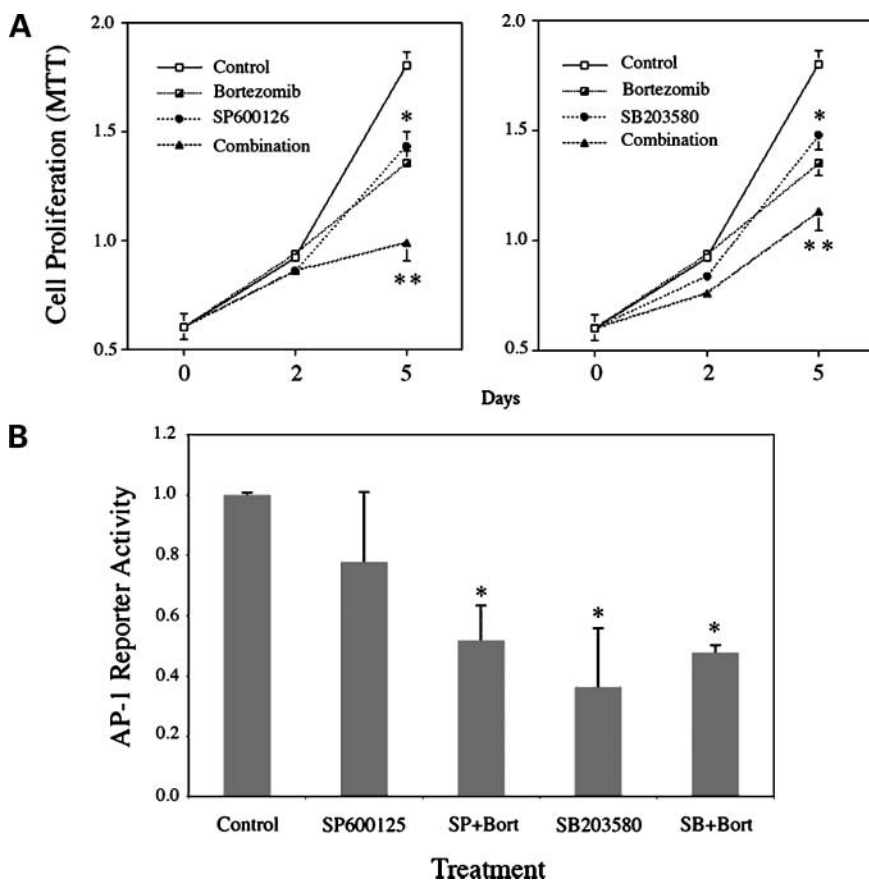 A
Cell Proliferation (MTT)
2.0
1.5
1.0
0.5
Control
Bortezomib
SP600126
Combination
*
**
0 2 5
2.0
1.5
1.0
0.5
Control
Bortezomib
SB203580
Combination
*
**
0 2 5
Days
B
AP-1 Reporter Activity
1.2
1.0
0.8
0.6
0.4
0.2
0.0
* * *
Control SP600125 SP+Bort SB203580 SB+Bort
Treatment